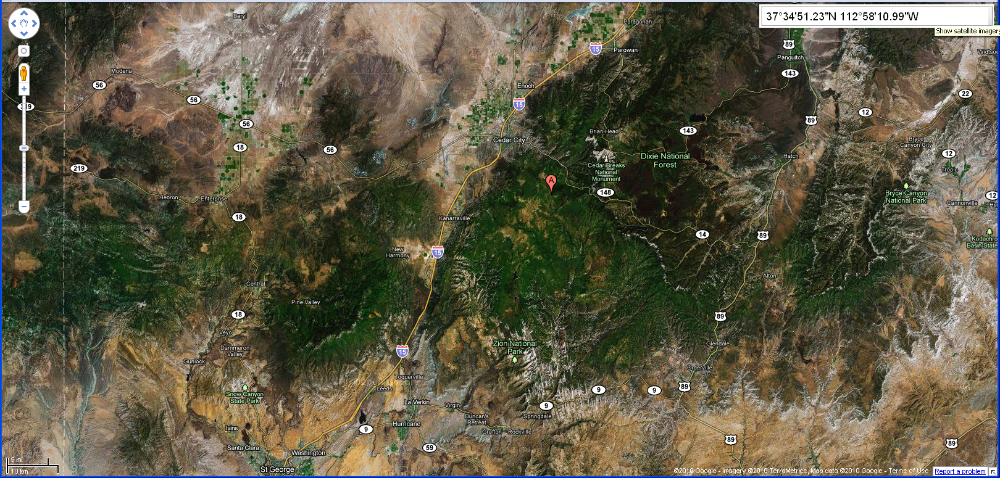 37°34'51.23"N 112°58'10.99"W
Show satellite imagery
Beryl
Paragonah
15
Parowan
89
Panguitch
143
Modena
56
Enoch
56
15
22
319
12
89
56
Brian Head
143
Cedar City
Bryce
Canyon City
18
56
12
Dixie National
Forest
Hatch
219
Cedar Breaks
National
Monument
Tropic
A
148
Bryce Canyon
National Park
12
Hebron
Enterprise
Cannonville
18
Kanarraville
14
89
Kodachro
Basin State
New
Harmony
15
Alton
Central
Pine Valley
18
89
Veyo
Zion National
Park
Glendale
Dammeron
Valley
15
Gunlock
Orderville
Toquerville
Leeds
9
9
89
Snow Canyon
State Park
La Verkin
Virgin
9
Duncan's
Retreat
Springdale
Hurricane
Ivins
9
Grafton
Rockville
89
89
Santa Clara
59
Washington
5 mi
10 km
St George
©2010 Google - Imagery ©2010 TerraMetrics, Map data ©2010 Google - Terms of Use
Report a problem